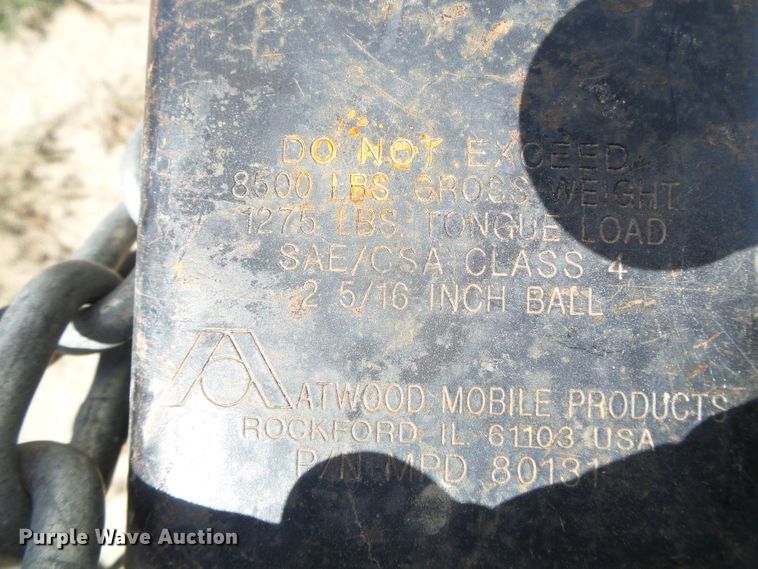 DO NOT EXCEED
8500 LBS. GROSS WEIGHT
1275 LBS. TONGUE LOAD
SAE/CSA CLASS 4
2 5/16 INCH BALL
ATWOOD MOBILE PRODUCTS
ROCKFORD, IL 61103 USA
P/N MPD 80131
Purple Wave Auction